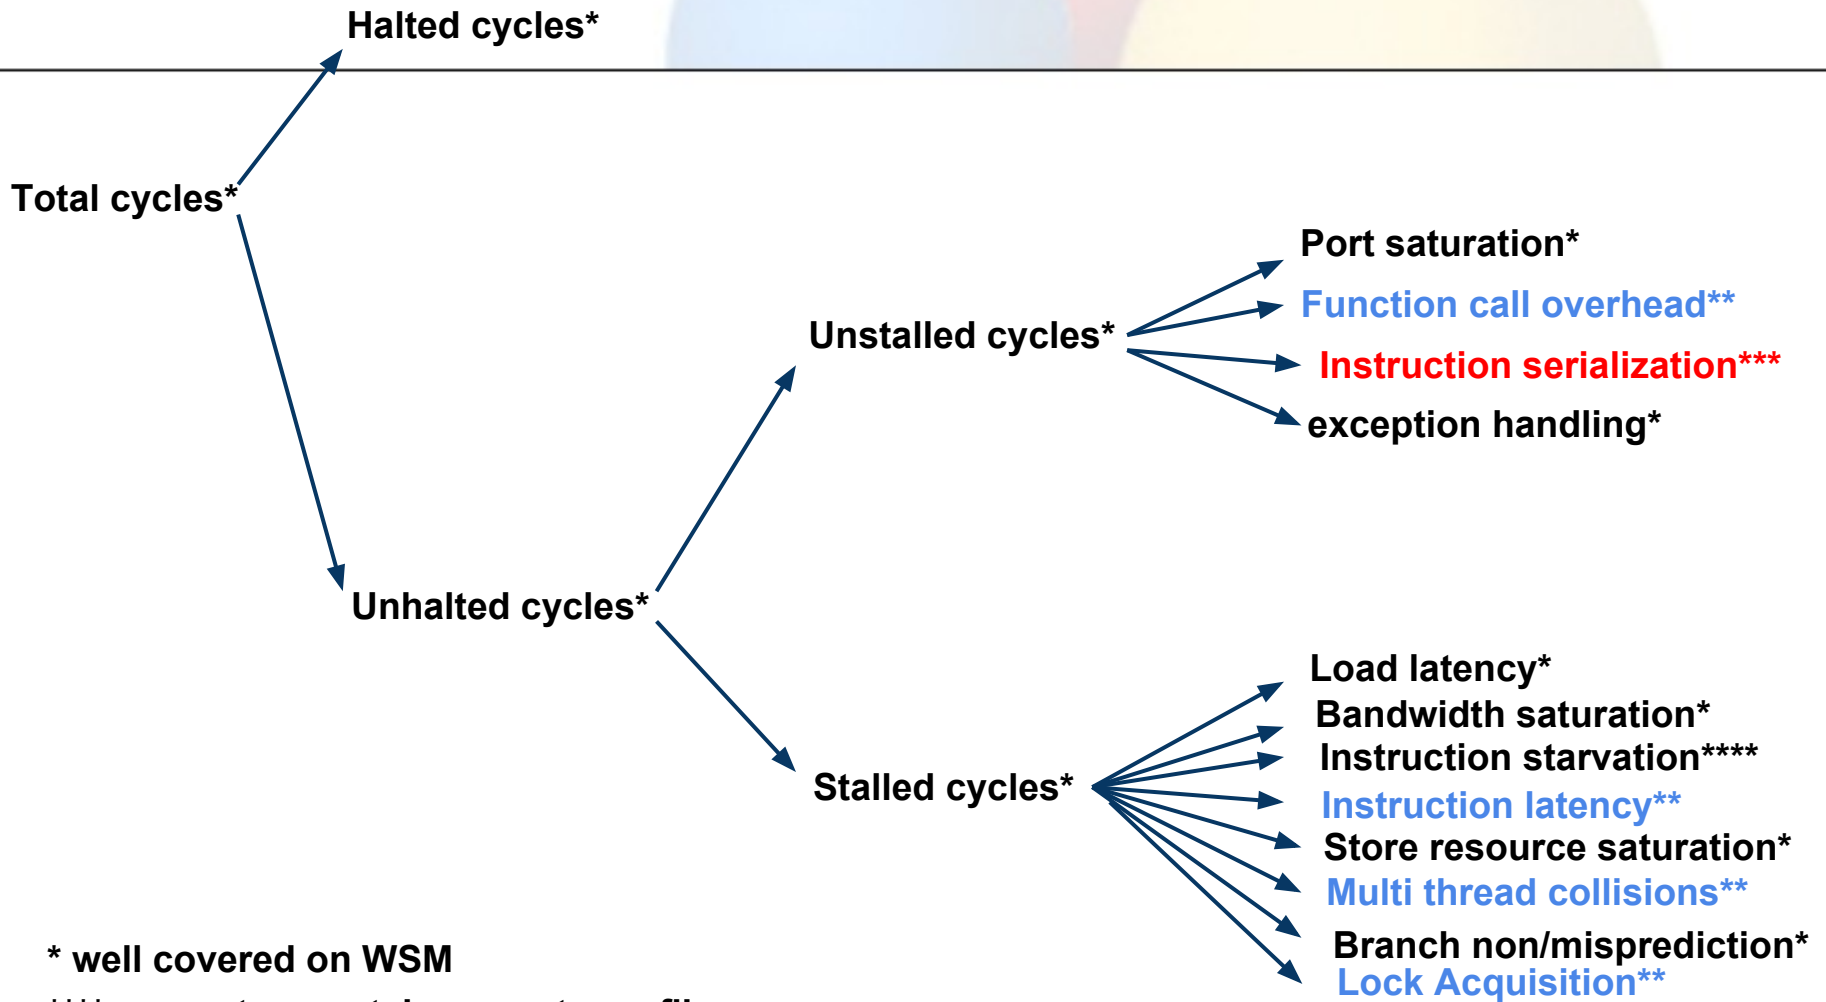 Halted cycles*
Total cycles*
Port saturation*
Function call overhead**
Unstalled cycles*
Instruction serialization***
exception handling*
Unhalted cycles*
Load latency*
Bandwidth saturation*
Instruction starvation****
Stalled cycles*
Instruction latency**
Store resource saturation*
Multi thread collisions**
Branch non/misprediction*
* well covered on WSM
Lock Acquisition**